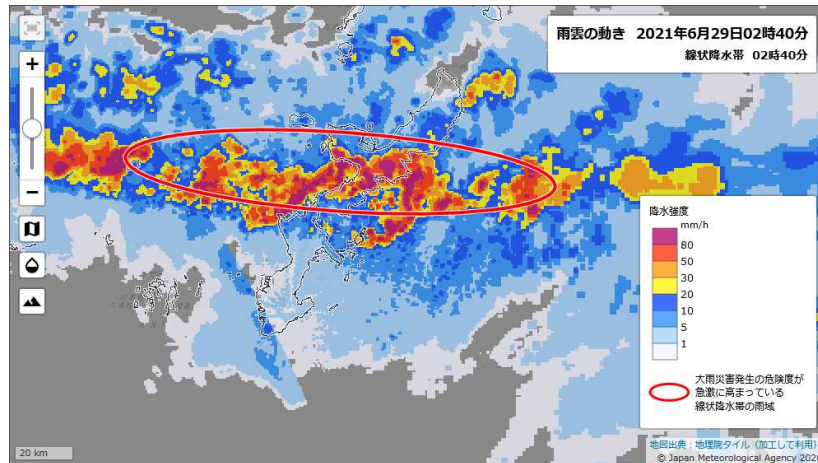 雨雲の動き 2021年6月29日02時40分
線状降水帯 02時40分
+
−
降水強度
mm/h
80
50
30
20
10
5
1
大雨災害発生の危険度が
急激に高まっている
線状降水帯の雨域
20 km
地図出典：地理院タイル（加工して利用）
© Japan Meteorological Agency 202